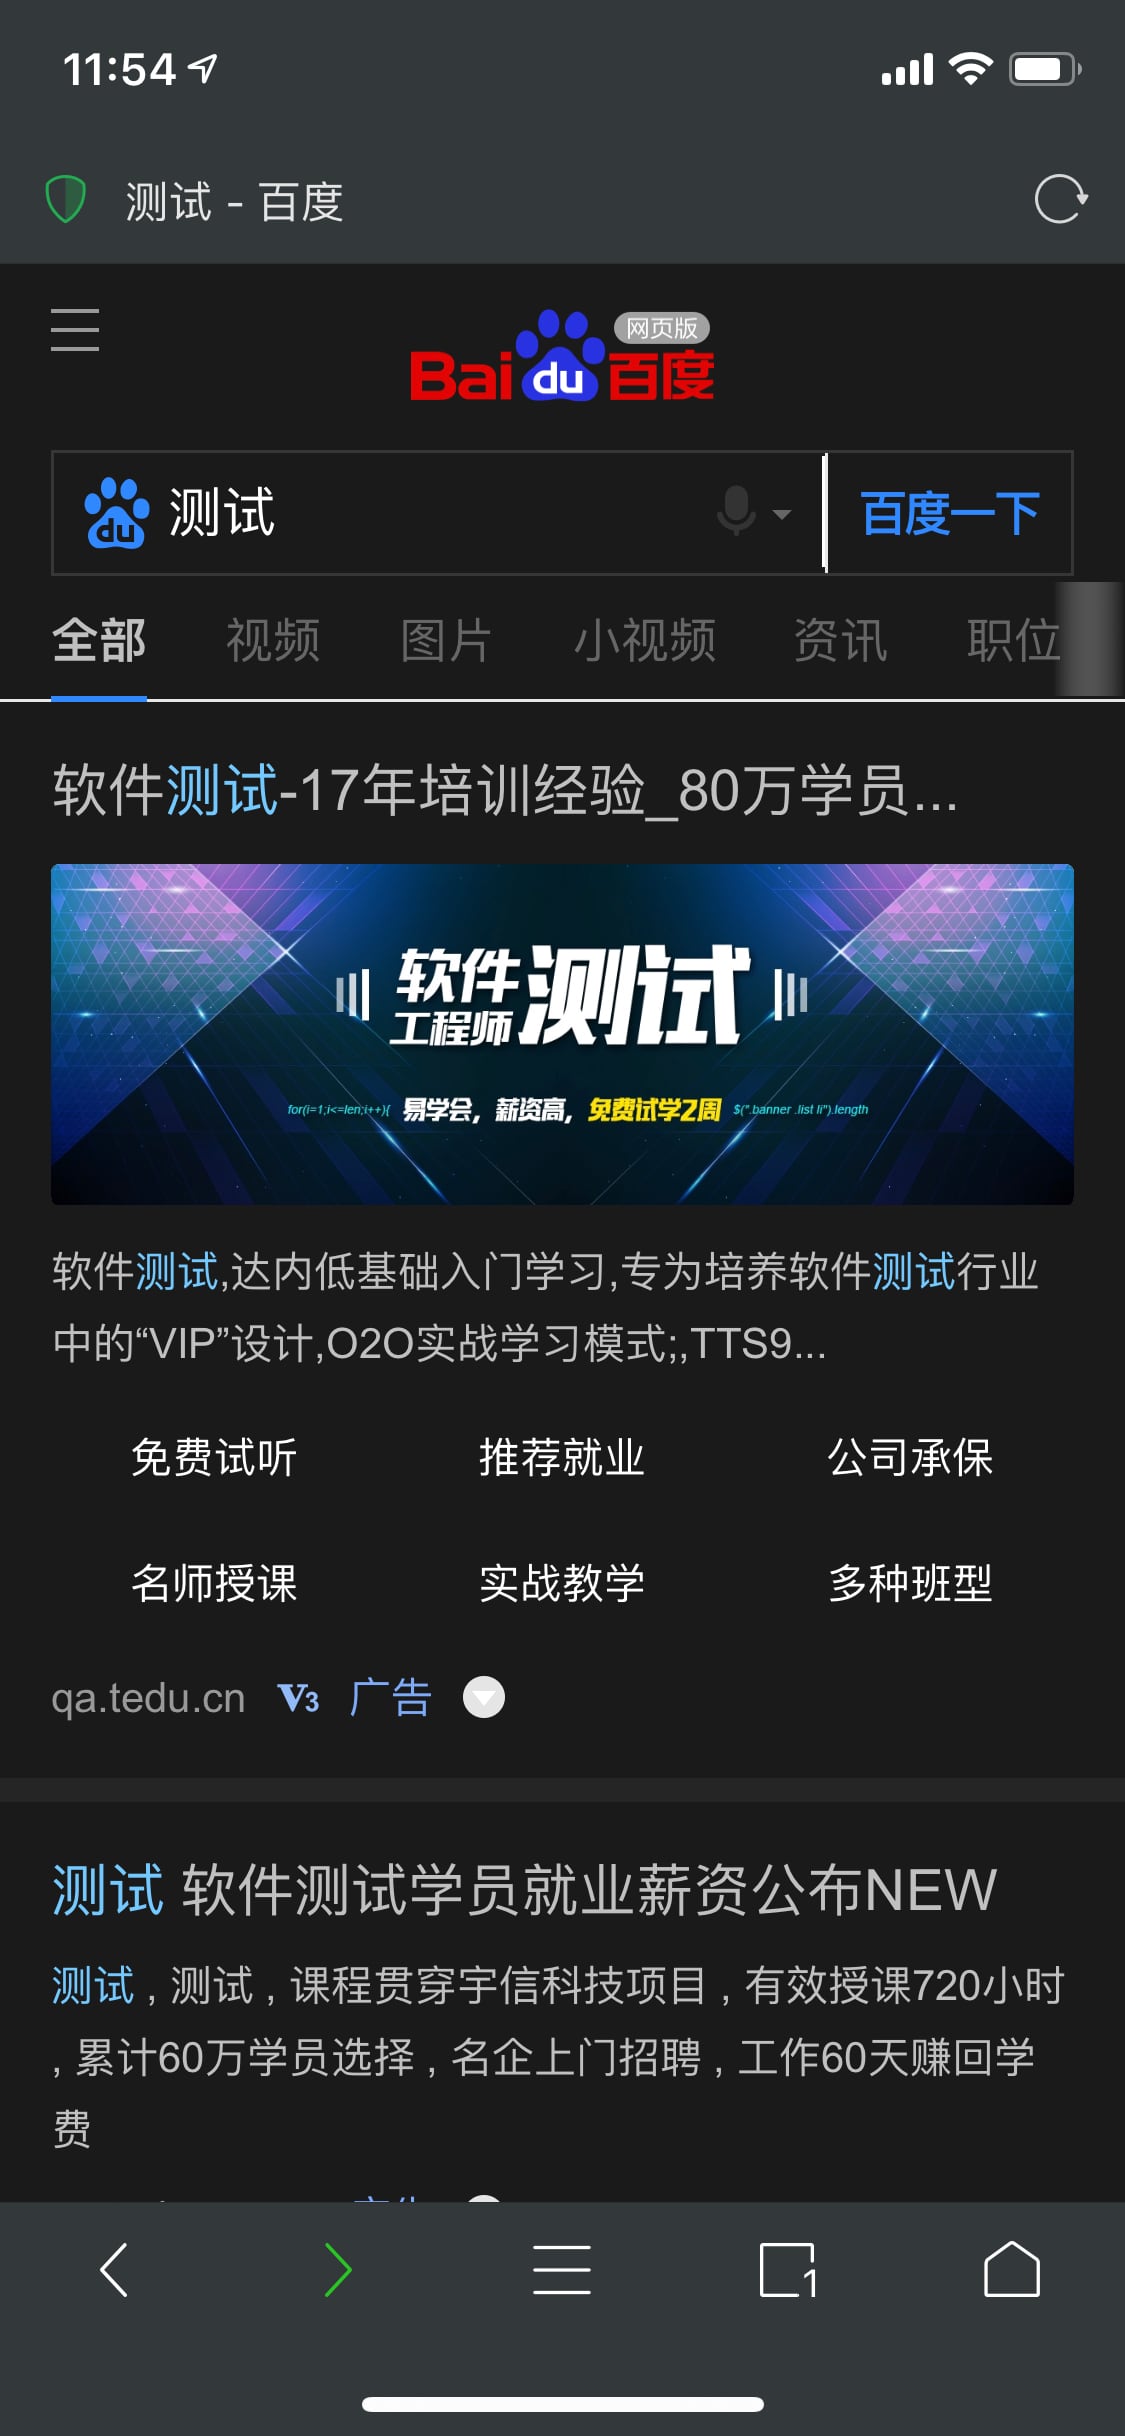 11:54
测试 - 百度
网页版
Bai du 百度
du 测试 百度一下
全部 视频 图片 小视频 资讯 职位
软件测试-17年培训经验_80万学员...
软件
工程师 测试
for(i=1;i<=len;i++){ 易学会，薪资高，免费试学2周 $(".banner .list li").length
软件测试,达内低基础入门学习,专为培养软件测试行业
中的“VIP”设计,O2O实战学习模式;,TTS9...
免费试听 推荐就业 公司承保
名师授课 实战教学 多种班型
qa.tedu.cn V3 广告
测试 软件测试学员就业薪资公布NEW
测试 , 测试 , 课程贯穿宇信科技项目 , 有效授课720小时
, 累计60万学员选择 , 名企上门招聘 , 工作60天赚回学
费
1